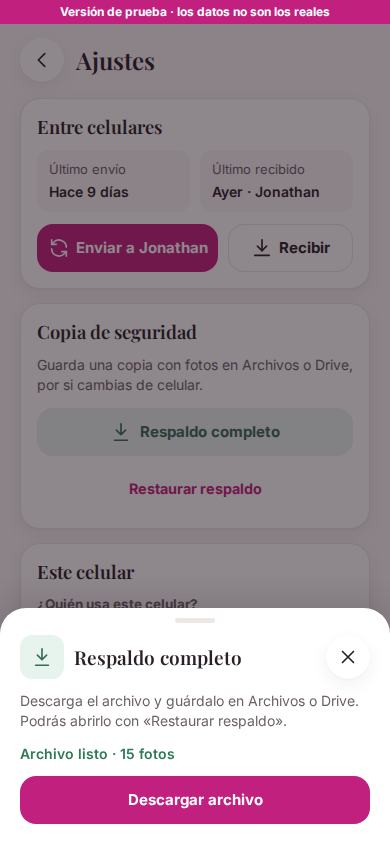 Versión de prueba · los datos no son los reales
Ajustes
Entre celulares
Último envío
Hace 9 días
Último recibido
Ayer · Jonathan
Enviar a Jonathan
Recibir
Copia de seguridad
Guarda una copia con fotos en Archivos o Drive,
por si cambias de celular.
Respaldo completo
Restaurar respaldo
Este celular
¿Quién usa este celular?
Respaldo completo
Descarga el archivo y guárdalo en Archivos o Drive.
Podrás abrirlo con «Restaurar respaldo».
Archivo listo · 15 fotos
Descargar archivo